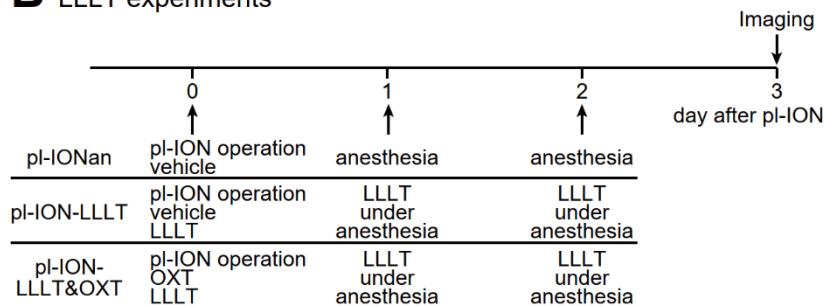 B LLLT experiments
Imaging
0 1 2 3
day after pl-ION
pl-IONan
pl-ION operation
vehicle
anesthesia
anesthesia
pl-ION-LLLT
pl-ION operation
vehicle
LLLT
LLLT
under
anesthesia
LLLT
under
anesthesia
pl-ION-
LLLT&OXT
pl-ION operation
OXT
LLLT
LLLT
under
anesthesia
LLLT
under
anesthesia